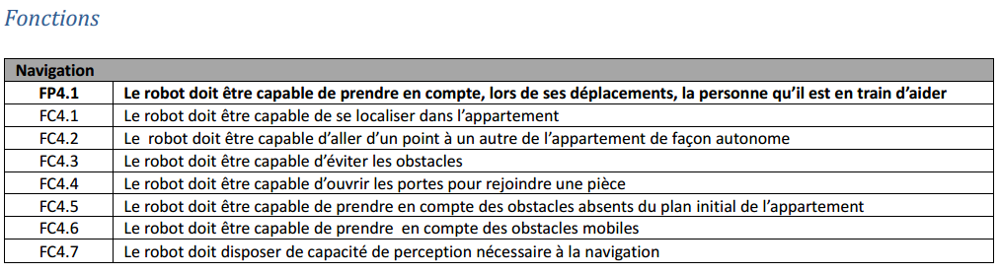 Fonctions
Navigation
FP4.1 Le robot doit être capable de prendre en compte, lors de ses déplacements, la personne qu’il est en train d’aider
FC4.1 Le robot doit être capable de se localiser dans l’appartement
FC4.2 Le robot doit être capable d’aller d’un point à un autre de l’appartement de façon autonome
FC4.3 Le robot doit être capable d’éviter les obstacles
FC4.4 Le robot doit être capable d’ouvrir les portes pour rejoindre une pièce
FC4.5 Le robot doit être capable de prendre en compte des obstacles absents du plan initial de l’appartement
FC4.6 Le robot doit être capable de prendre en compte des obstacles mobiles
FC4.7 Le robot doit disposer de capacité de perception nécessaire à la navigation